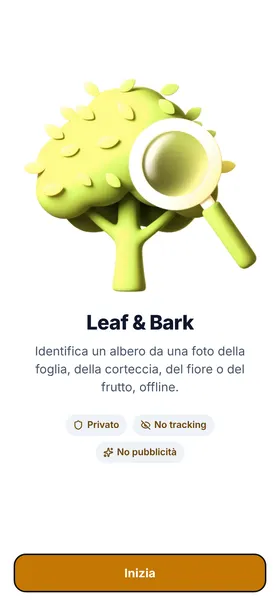 Leaf & Bark
Identifica un albero da una foto della
foglia, della corteccia, del fiore o del
frutto, offline.
Privato
No tracking
No pubblicità
Inizia